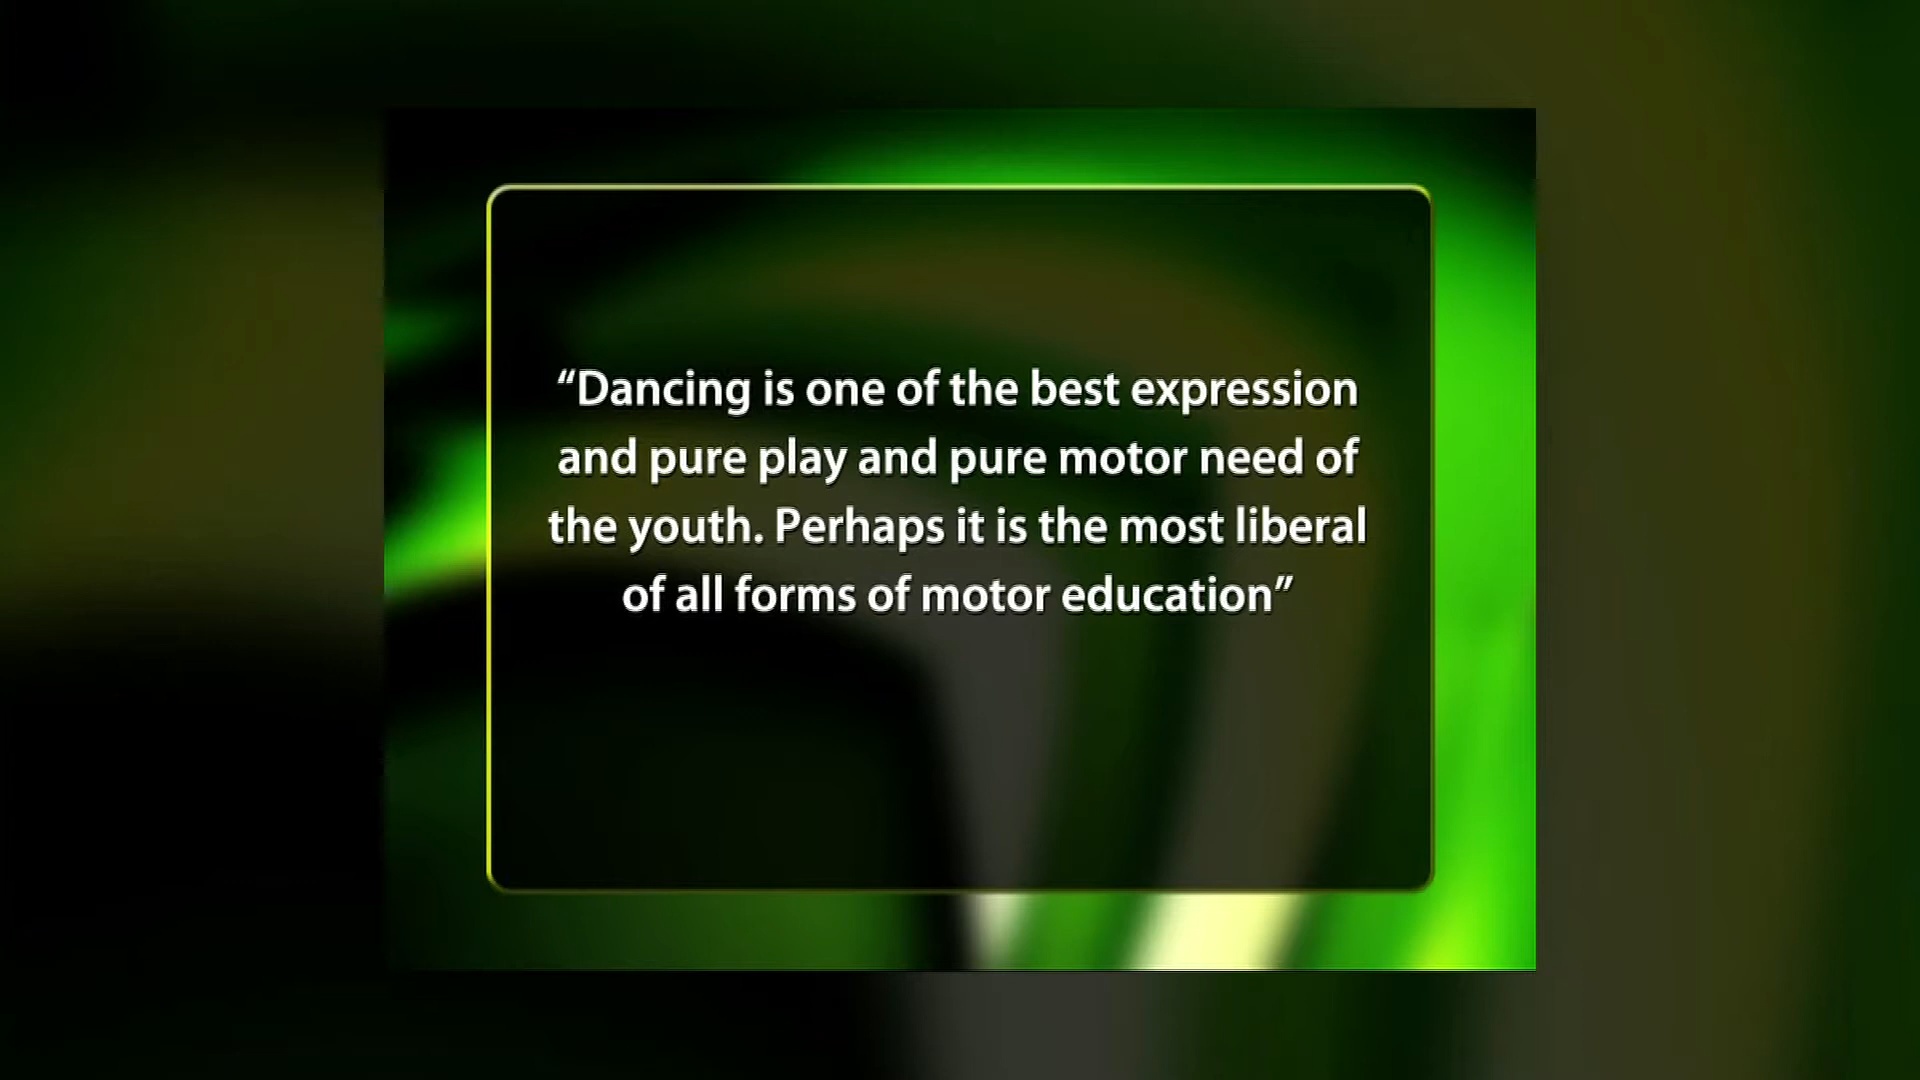 “Dancing is one of the best expression
and pure play and pure motor need of
the youth. Perhaps it is the most liberal
of all forms of motor education”